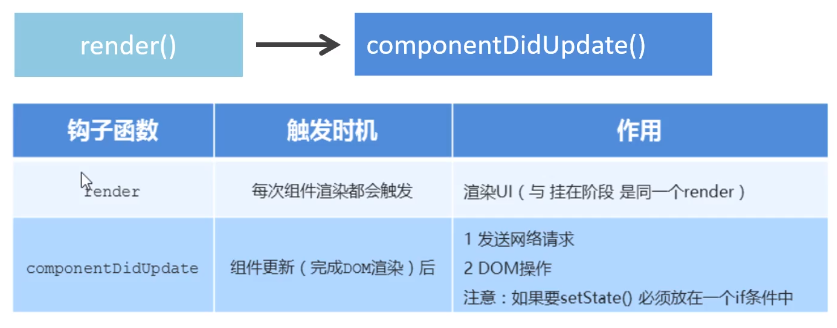 render()
componentDidUpdate()
钩子函数 触发时机 作用
render 每次组件渲染都会触发 渲染UI（与 挂在阶段 是同一个render）
componentDidUpdate 组件更新（完成DOM渲染）后
1 发送网络请求
2 DOM操作
注意：如果要setState() 必须放在一个if条件中